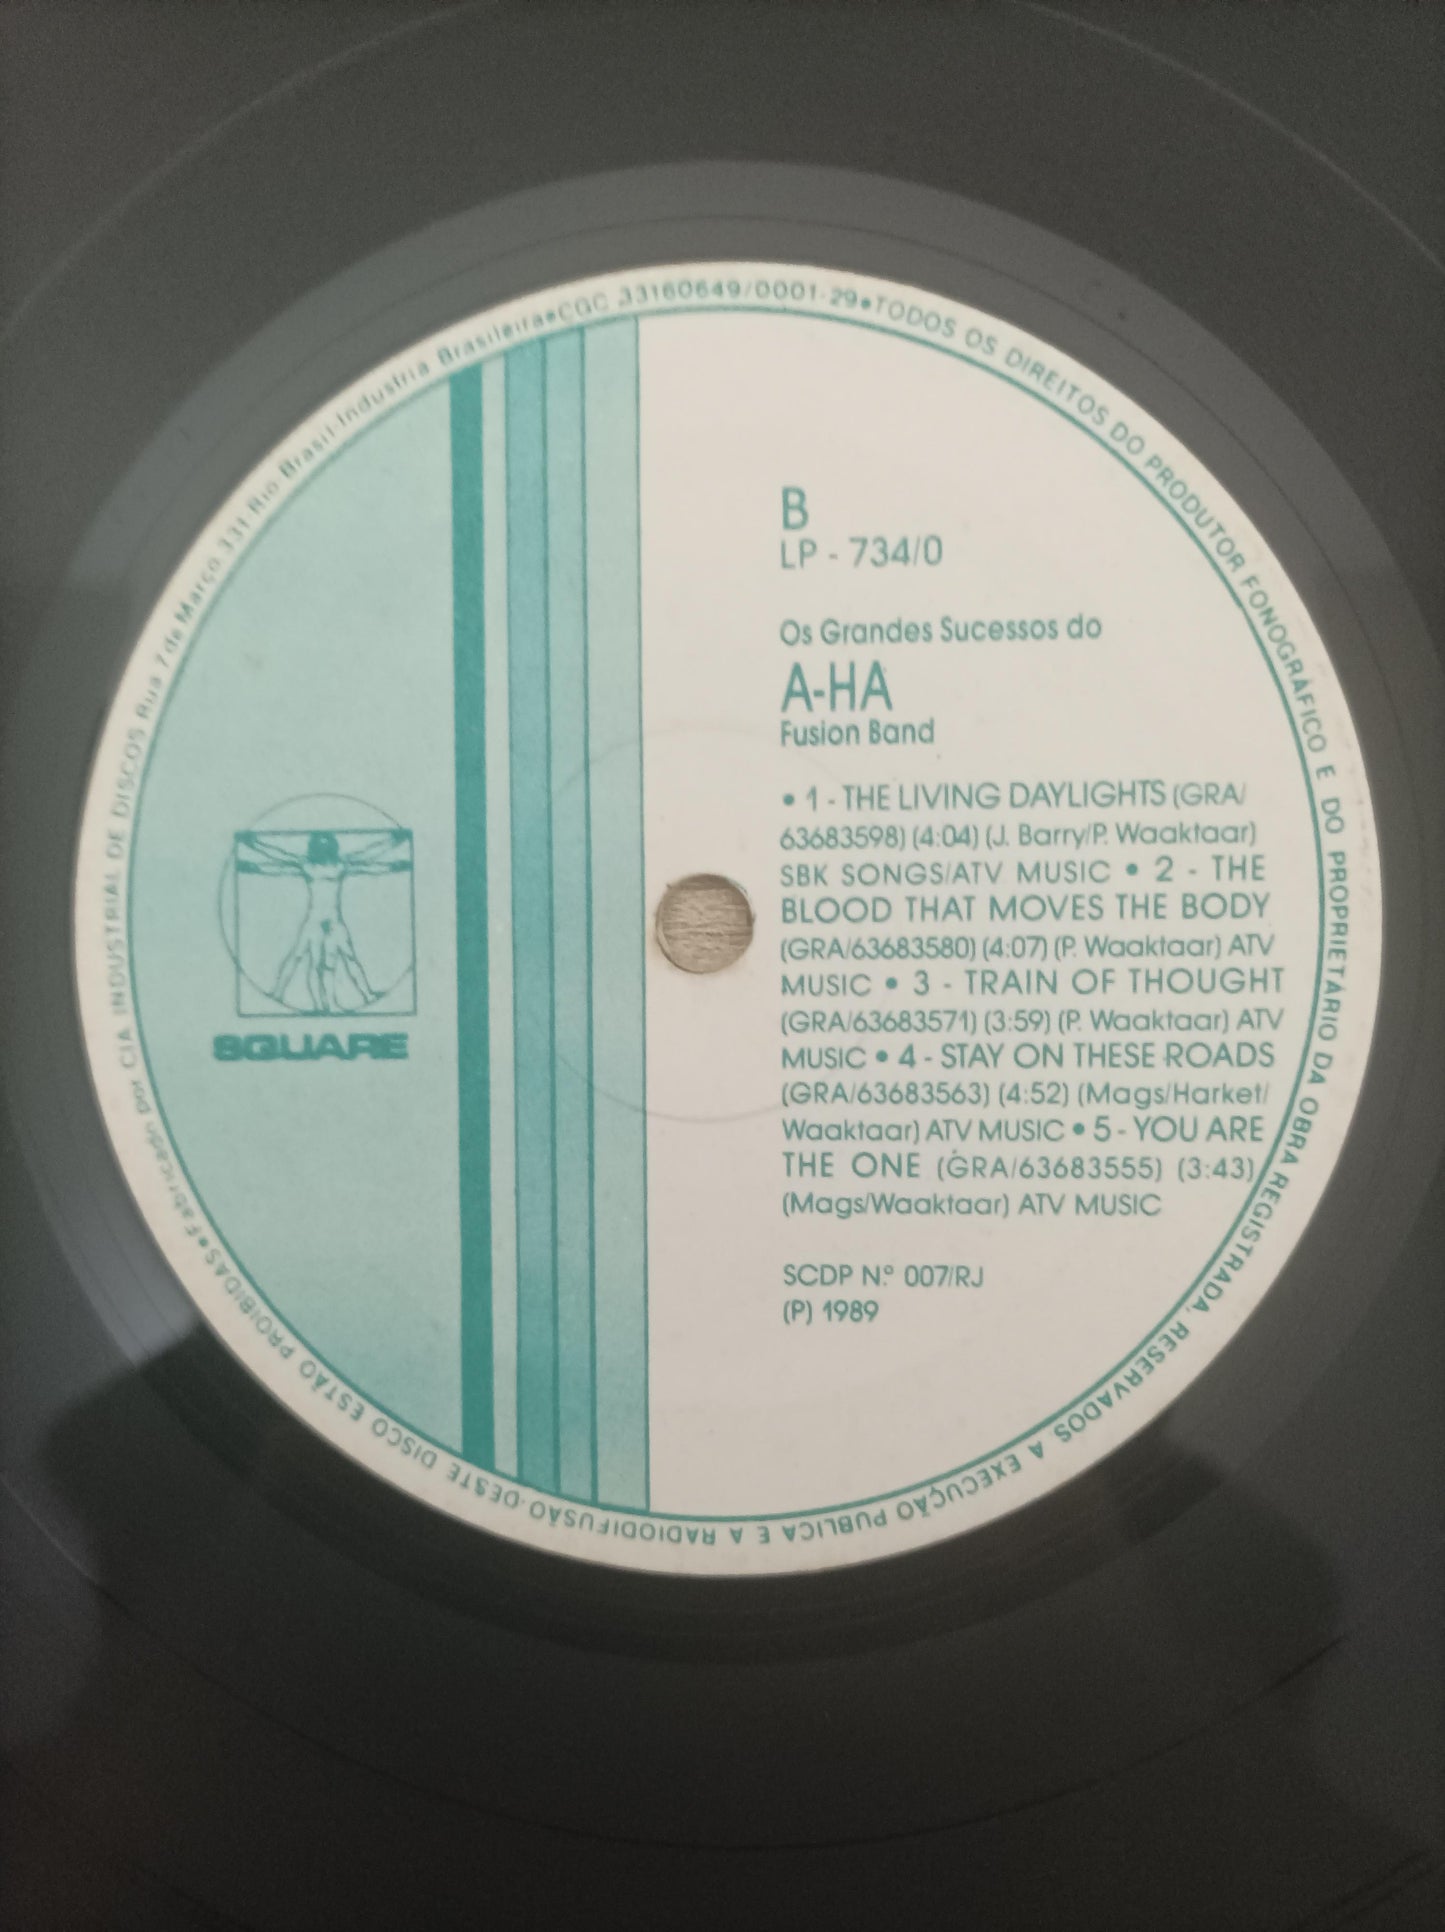 B
LP - 734/0
Os Grandes Sucessos do
A-HA
Fusion Band
• 1 - THE LIVING DAYLIGHTS (GRA/
63683598) (4:04) (J. Barry/P. Waaktaar)
SBK SONGS/ATV MUSIC • 2 - THE
BLOOD THAT MOVES THE BODY
(GRA/63683580) (4:07) (P. Waaktaar) ATV
MUSIC • 3 - TRAIN OF THOUGHT
(GRA/63683571) (3:59) (P. Waaktaar) ATV
MUSIC • 4 - STAY ON THESE ROADS
(GRA/63683563) (4:52) (Mags/Harket/
Waaktaar) ATV MUSIC • 5 - YOU ARE
THE ONE (GRA/63683555) (3:43)
(Mags/Waaktaar) ATV MUSIC
SCDP N.º 007/RJ
(P) 1989
SQUARE
TODOS OS DIREITOS DO PRODUTOR FONOGRÁFICO E DO PROPRIETÁRIO DA OBRA REGISTRADA, RESERVADOS A EXECUÇÃO PUBLICA E A RADIODIFUSÃO DESTE DISCO ESTÃO PROIBIDAS • Fabricado por CIA INDUSTRIAL DE DISCOS Rua 7 de Março 331-Rio Brasil-Industria Brasileira • CGC 33160649/0001-29 •